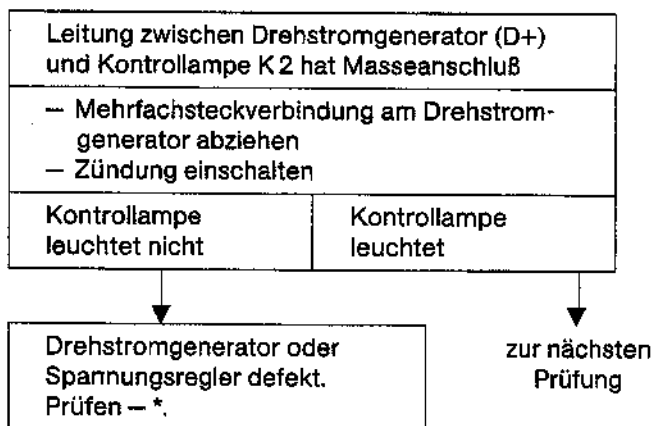 Leitung zwischen Drehstromgenerator (D+)
und Kontrollampe K2 hat Masseanschluß
— Mehrfachsteckverbindung am Drehstrom-
generator abziehen
— Zündung einschalten
Kontrollampe
leuchtet nicht
Kontrollampe
leuchtet
Drehstromgenerator oder
Spannungsregler defekt.
Prüfen — *.
zur nächsten
Prüfung